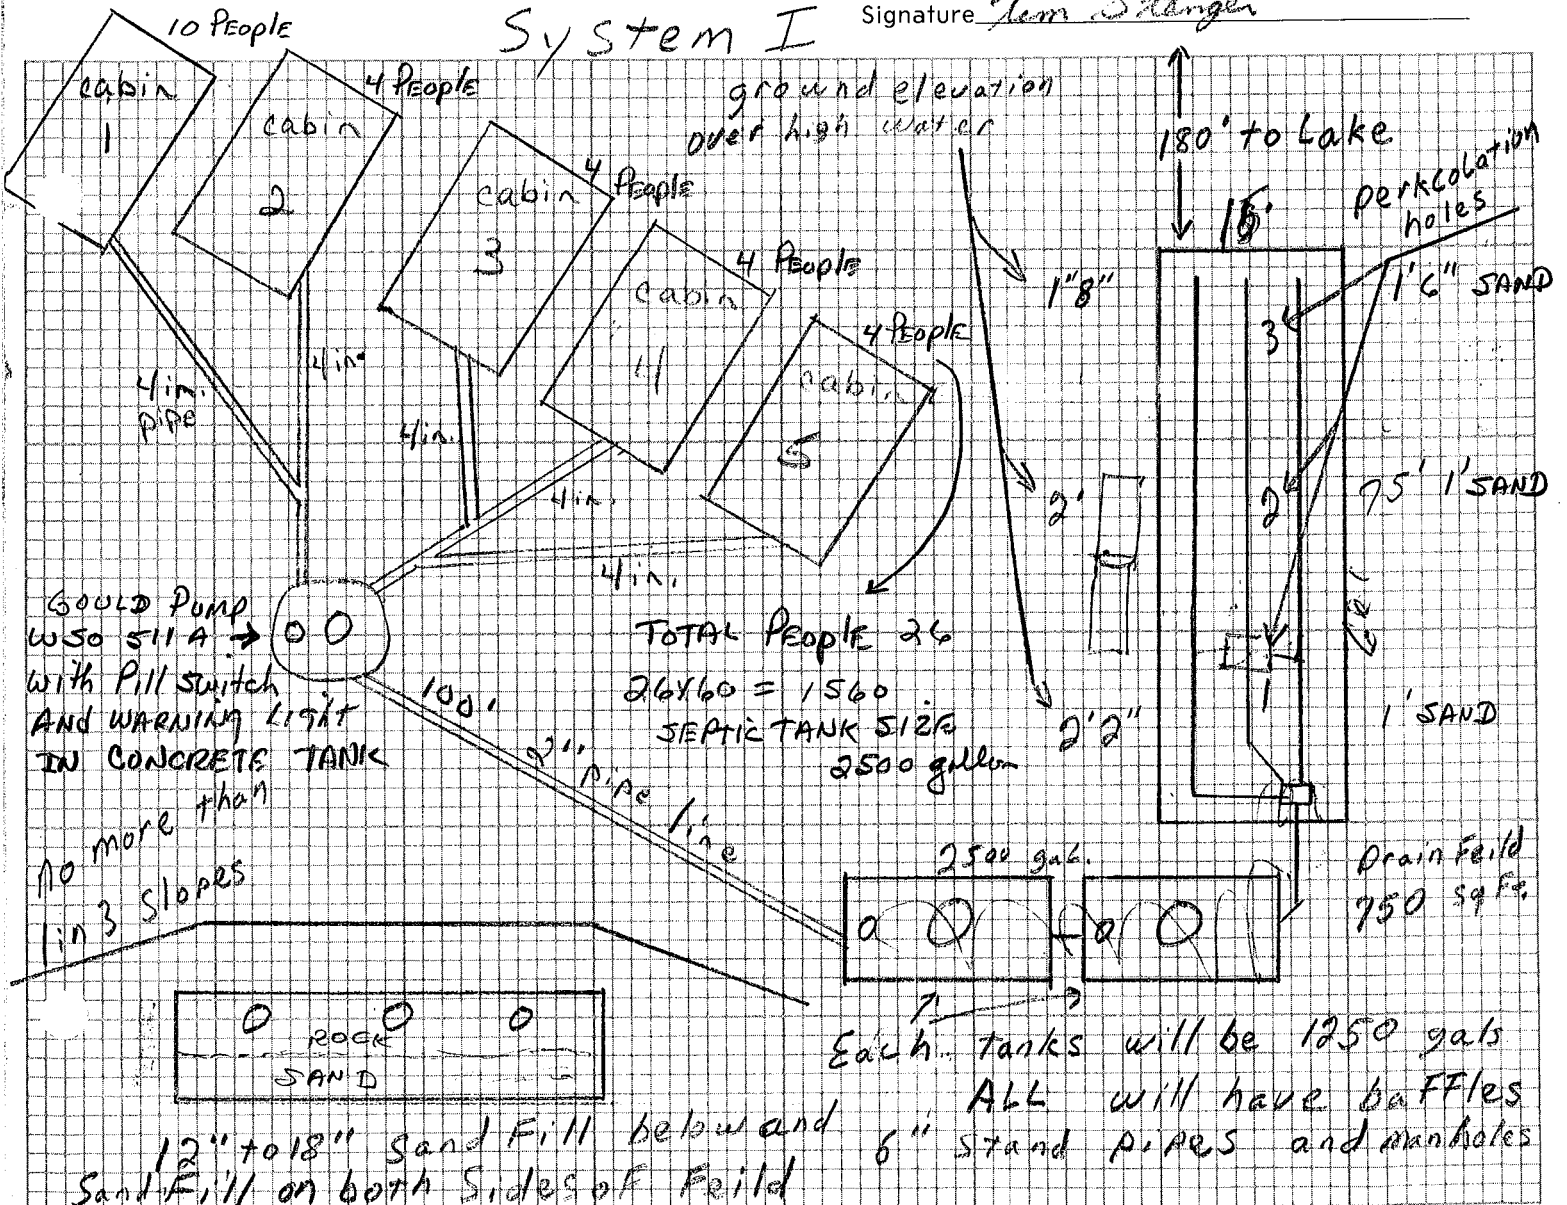 System I
Signature
10 PEOPLE
cabin
1
4 PEOPLE
cabin
2
4 PEOPLE
cabin
3
4 PEOPLE
cabin
4
4 PEOPLE
cabin
5
ground elevation
over high water
180' to Lake
perkcolation
holes
1'6" SAND
1"8"
3
4 in.
pipe
4 in.
4 in.
4 in.
4 in.
2'
2
75' 1' SAND
GOULD PUMP
WSO 511 A
with Pill switch
AND WARNING LIGHT
IN CONCRETE TANK
TOTAL PEOPLE 26
26X60 = 1560
SEPTIC TANK SIZE
2500 gallon
2'2"
1
1' SAND
100'
2" pipe line
no more than
1 in 3 slopes
2500 gal.
Drain Feild
750 sq Ft.
ROCK
SAND
Each tanks will be 1250 gals
ALL will have baFFles
6" stand pipes and manholes
12" to 18" Sand Fill below and
Sand Fill on both Sides oF Feild